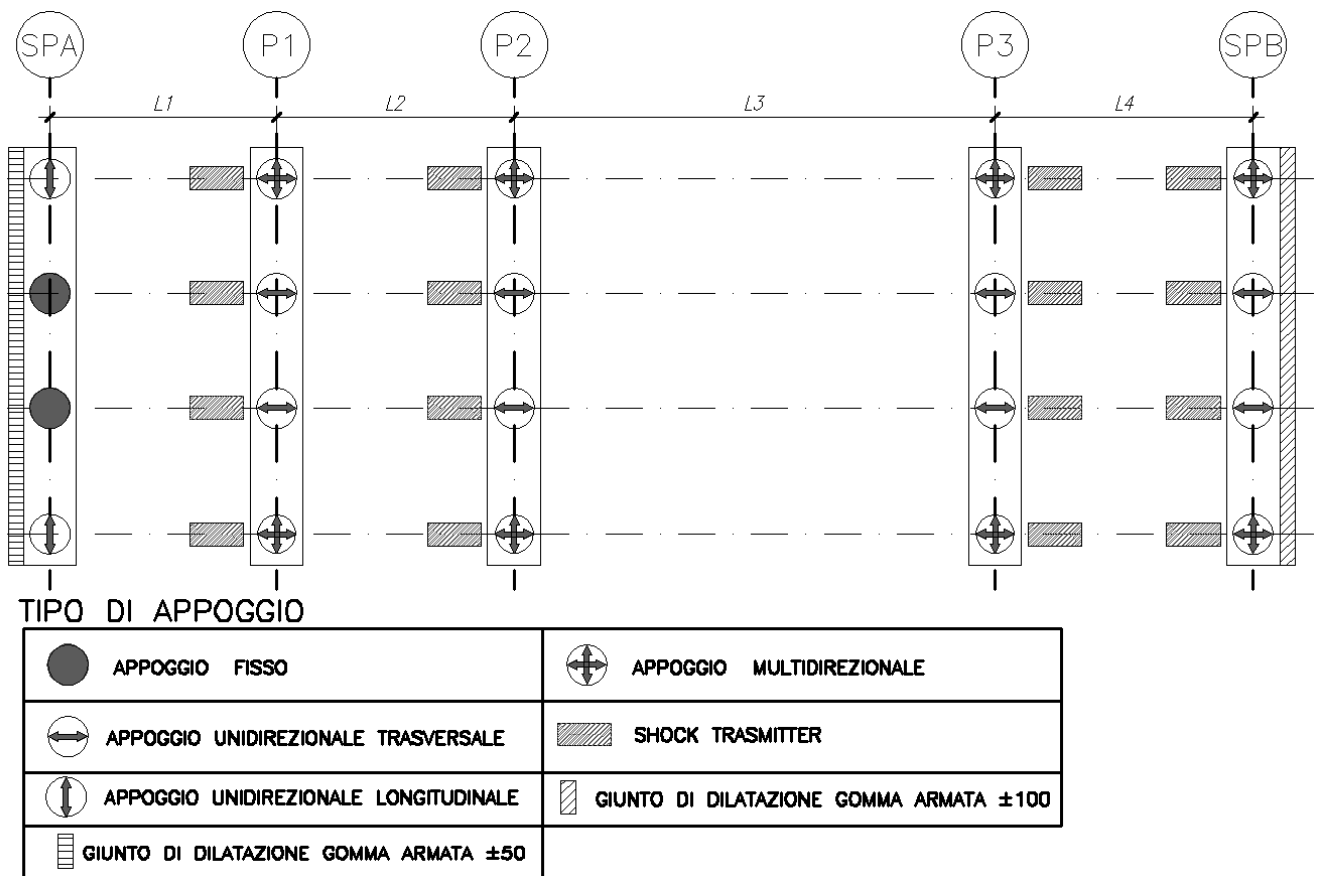 SPA P1 P2 P3 SPB
L1 L2 L3 L4
TIPO DI APPOGGIO
APPOGGIO FISSO
APPOGGIO MULTIDIREZIONALE
APPOGGIO UNIDIREZIONALE TRASVERSALE
SHOCK TRASMITTER
APPOGGIO UNIDIREZIONALE LONGITUDINALE
GIUNTO DI DILATAZIONE GOMMA ARMATA ±100
GIUNTO DI DILATAZIONE GOMMA ARMATA ±50